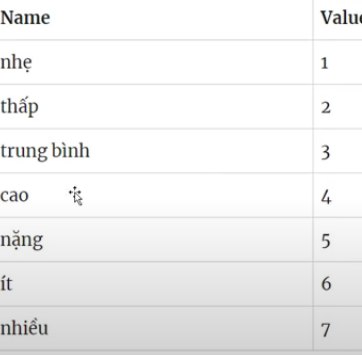 Name Valu
nhẹ 1
thấp 2
trung bình 3
cao 4
nặng 5
ít 6
nhiều 7